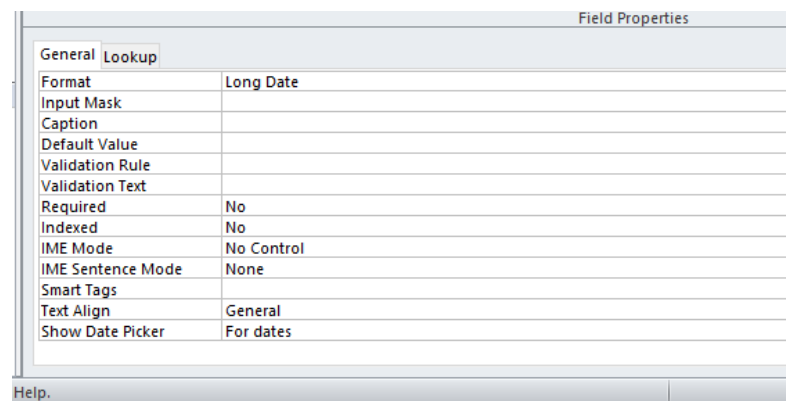 Field Properties
General Lookup
Format Long Date
Input Mask
Caption
Default Value
Validation Rule
Validation Text
Required No
Indexed No
IME Mode No Control
IME Sentence Mode None
Smart Tags
Text Align General
Show Date Picker For dates
Help.